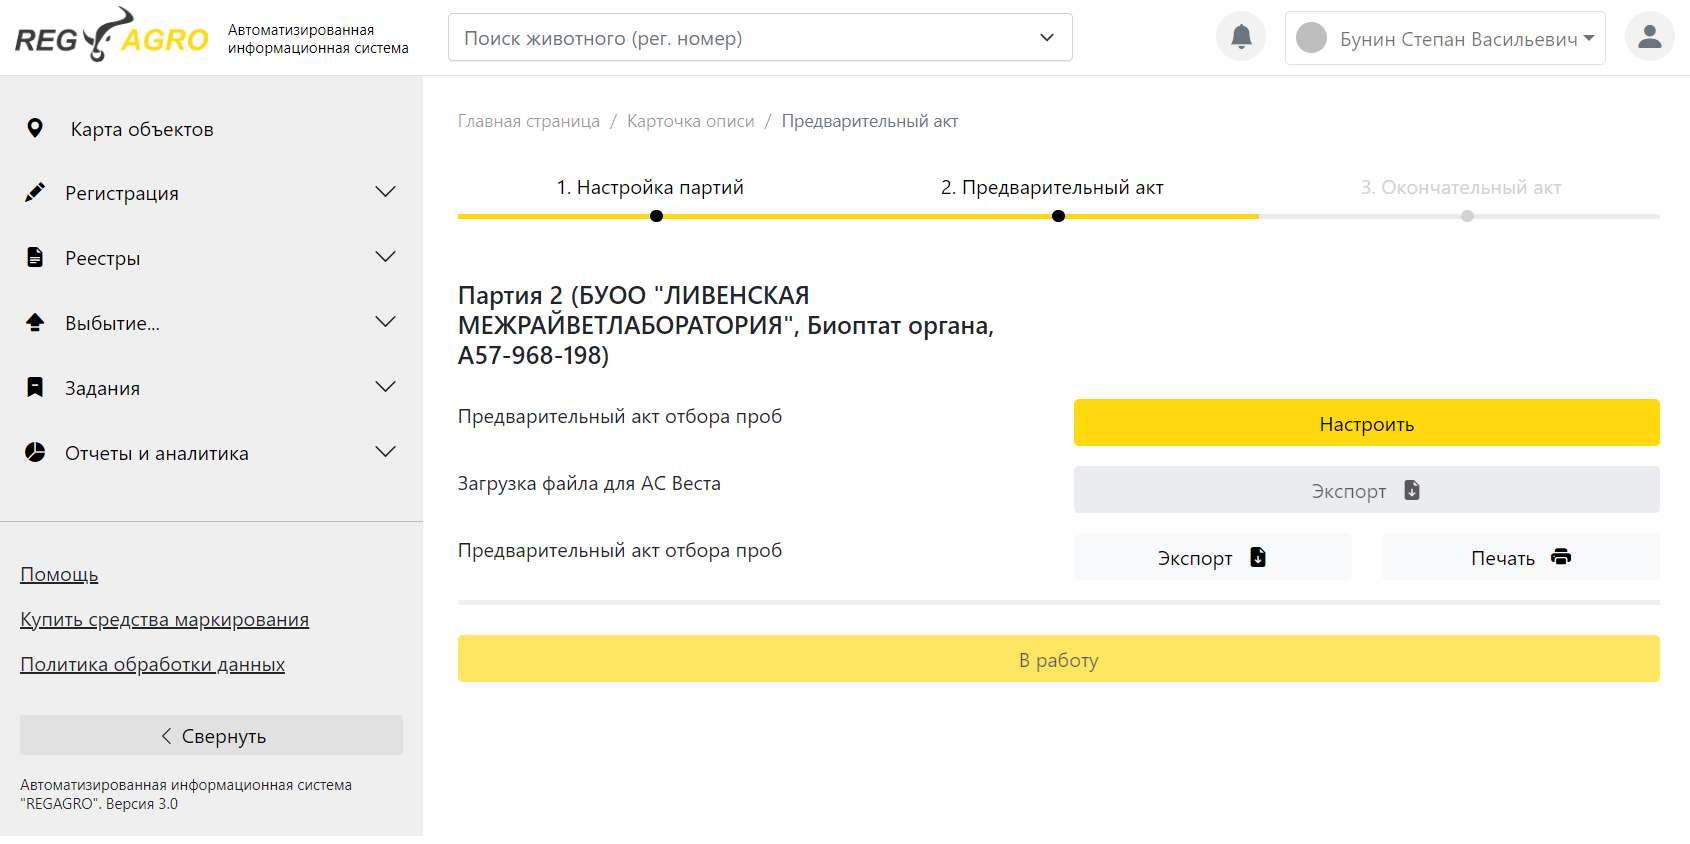 REG AGRO
Автоматизированная
информационная система
Поиск животного (рег. номер)
Бунин Степан Васильевич
Карта объектов
Регистрация
Реестры
Выбытие...
Задания
Отчеты и аналитика
Помощь
Купить средства маркирования
Политика обработки данных
Свернуть
Автоматизированная информационная система
"REGAGRO". Версия 3.0
Главная страница / Карточка описи / Предварительный акт
1. Настройка партий
2. Предварительный акт
3. Окончательный акт
Партия 2 (БУОО "ЛИВЕНСКАЯ
МЕЖРАЙВЕТЛАБОРАТОРИЯ", Биоптат органа,
А57-968-198)
Предварительный акт отбора проб
Настроить
Загрузка файла для АС Веста
Экспорт
Предварительный акт отбора проб
Экспорт
Печать
В работу